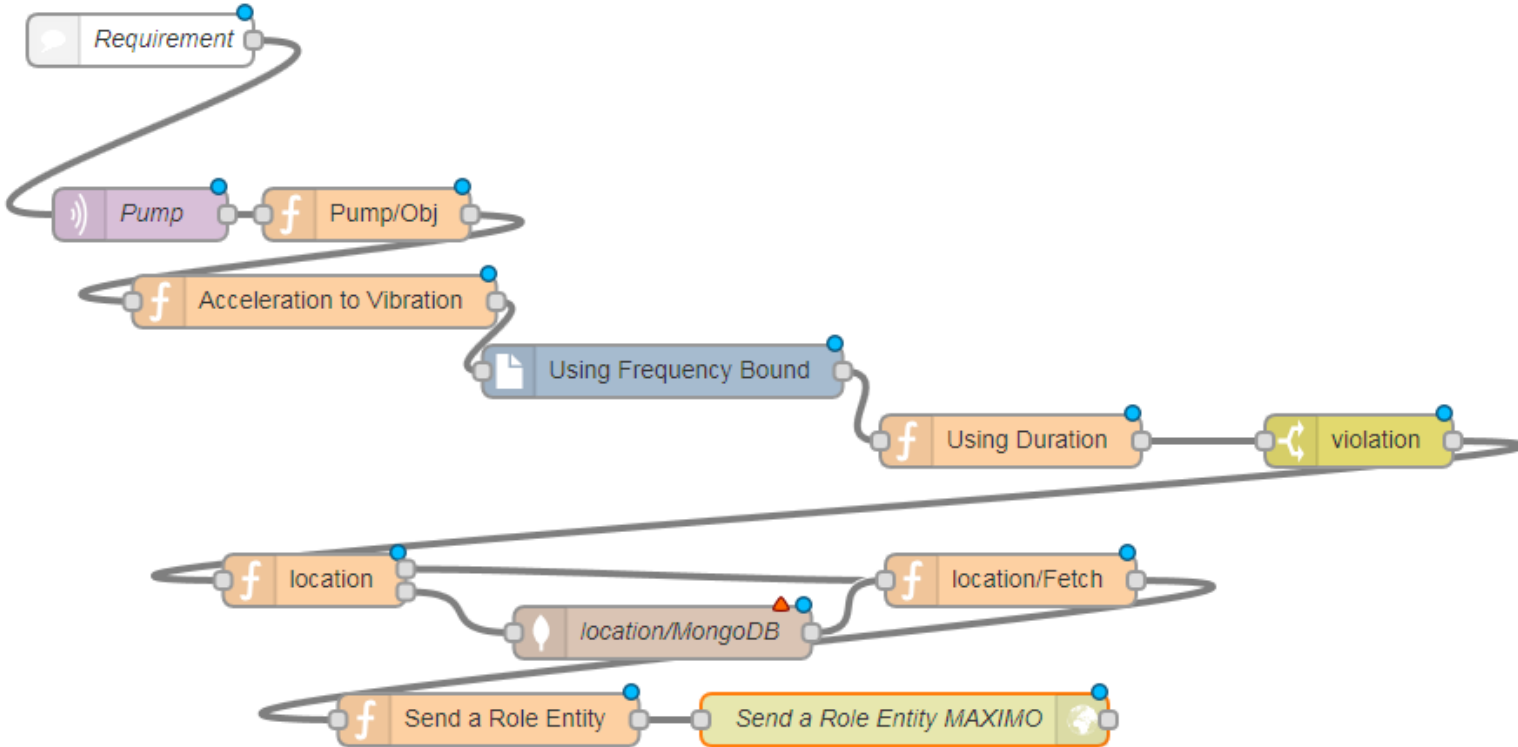 Requirement
Pump
Pump/Obj
Acceleration to Vibration
Using Frequency Bound
Using Duration
violation
location
location/Fetch
location/MongoDB
Send a Role Entity
Send a Role Entity MAXIMO